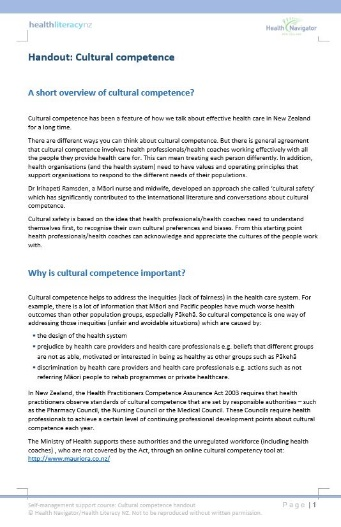 healthliteracynz
Health Navigator
Handout: Cultural competence
A short overview of cultural competence?
Cultural competence has been a feature of how we talk about effective health care in New Zealand
for a long time.
There are different ways you can think about cultural competence. But there is general agreement
that cultural competence involves health professionals/health coaches working effectively with all
the people they provide health care for. This can mean treating each person differently. In addition,
health organisations (and the health system) need to have values and operating principles that
support organisations to respond to the different needs of their populations.
Dr Irihapeti Ramsden, a Māori nurse and midwife, developed an approach she called 'cultural safety'
which has significantly contributed to the international literature and conversations about cultural
competence.
Cultural safety is based on the idea that health professionals/health coaches need to understand
themselves first, to recognise their own cultural preferences and biases. From this starting point
health professionals/health coaches can acknowledge and appreciate the cultures of the people work
with.
Why is cultural competence important?
Cultural competence helps to address the inequities (lack of fairness) in the health care system. For
example, there is a lot of information that Māori and Pacific peoples have much worse health
outcomes than other population groups, especially Pākehā. So cultural competence is one way of
addressing those inequities (unfair and avoidable situations) which are caused by:
• the design of the health system
• prejudice by health care providers and health care professionals e.g. beliefs that different groups
are not as able, motivated or interested in being as healthy as other groups such as Pākehā
• discrimination by health care providers and health care professionals e.g. actions such as not
referring Māori people to rehab programmes or private healthcare.
In New Zealand, the Health Practitioners Competence Assurance Act 2003 requires that health
practitioners observe standards of cultural competence that are set by responsible authorities – such
as the Pharmacy Council, the Nursing Council or the Medical Council. These Councils require health
professionals to achieve a certain level of continuing professional development points about cultural
competence each year.
The Ministry of Health supports these authorities and the unregulated workforce (including health
coaches) , who are not covered by the Act, through an online cultural competency tool at:
http://www.mauriora.co.nz/
Self-management support course: Cultural competence handout
Page | 1
© Health Navigator/Health Literacy NZ. Not to be reproduced without written permission.